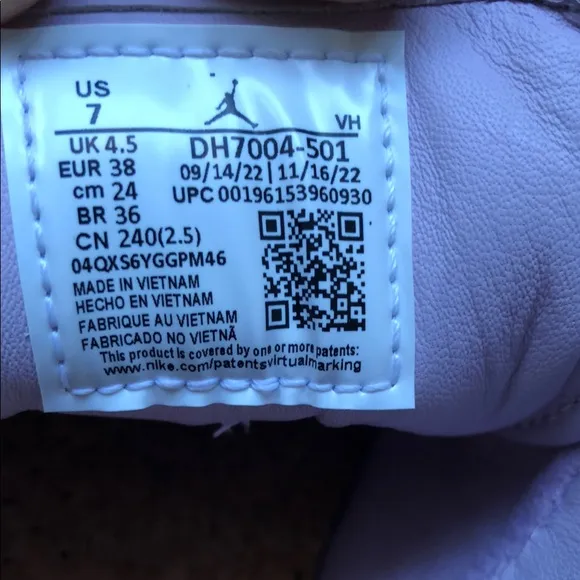 US
7
VH
UK 4.5
EUR 38
cm 24
BR 36
CN 240(2.5)
DH7004-501
09/14/22 | 11/16/22
UPC 00196153960930
04QXS6YGGPM46
MADE IN VIETNAM
HECHO EN VIETNAM
FABRIQUE AU VIETNAM
FABRICADO NO VIETNÃ
This product is covered by one or more patents:
www.nike.com/patentsvirtualmarking